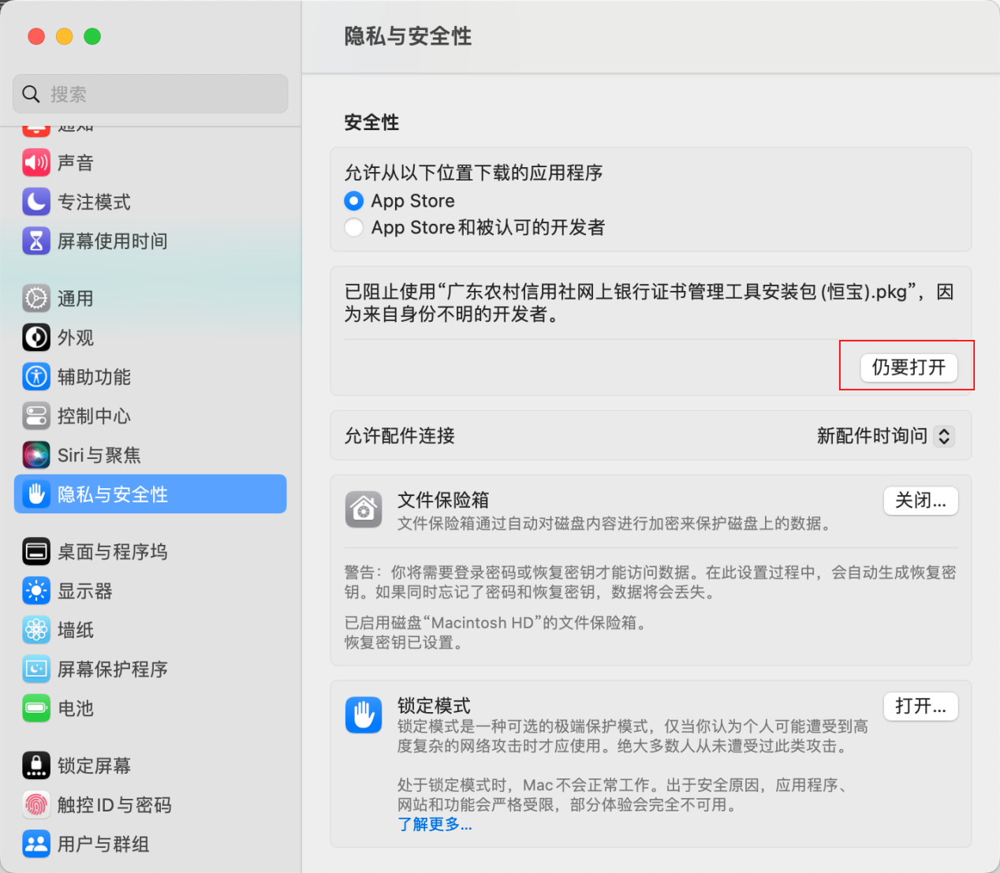 隐私与安全性
搜索
通知
声音
专注模式
屏幕使用时间
通用
外观
辅助功能
控制中心
Siri与聚焦
隐私与安全性
桌面与程序坞
显示器
墙纸
屏幕保护程序
电池
锁定屏幕
触控ID与密码
用户与群组
安全性
允许从以下位置下载的应用程序
App Store
App Store和被认可的开发者
已阻止使用“广东农村信用社网上银行证书管理工具安装包(恒宝).pkg”，因
为来自身份不明的开发者。
仍要打开
允许配件连接
新配件时询问
文件保险箱
关闭...
文件保险箱通过自动对磁盘内容进行加密来保护磁盘上的数据。
警告：你将需要登录密码或恢复密钥才能访问数据。在此设置过程中，会自动生成恢复密
钥。如果同时忘记了密码和恢复密钥，数据将会丢失。
已启用磁盘“Macintosh HD”的文件保险箱。
恢复密钥已设置。
锁定模式
打开...
锁定模式是一种可选的极端保护模式，仅当你认为个人可能遭受到高
度复杂的网络攻击时才应使用。绝大多数人从未遭受过此类攻击。
处于锁定模式时，Mac不会正常工作。出于安全原因，应用程序、
网站和功能会严格受限，部分体验会完全不可用。
了解更多...